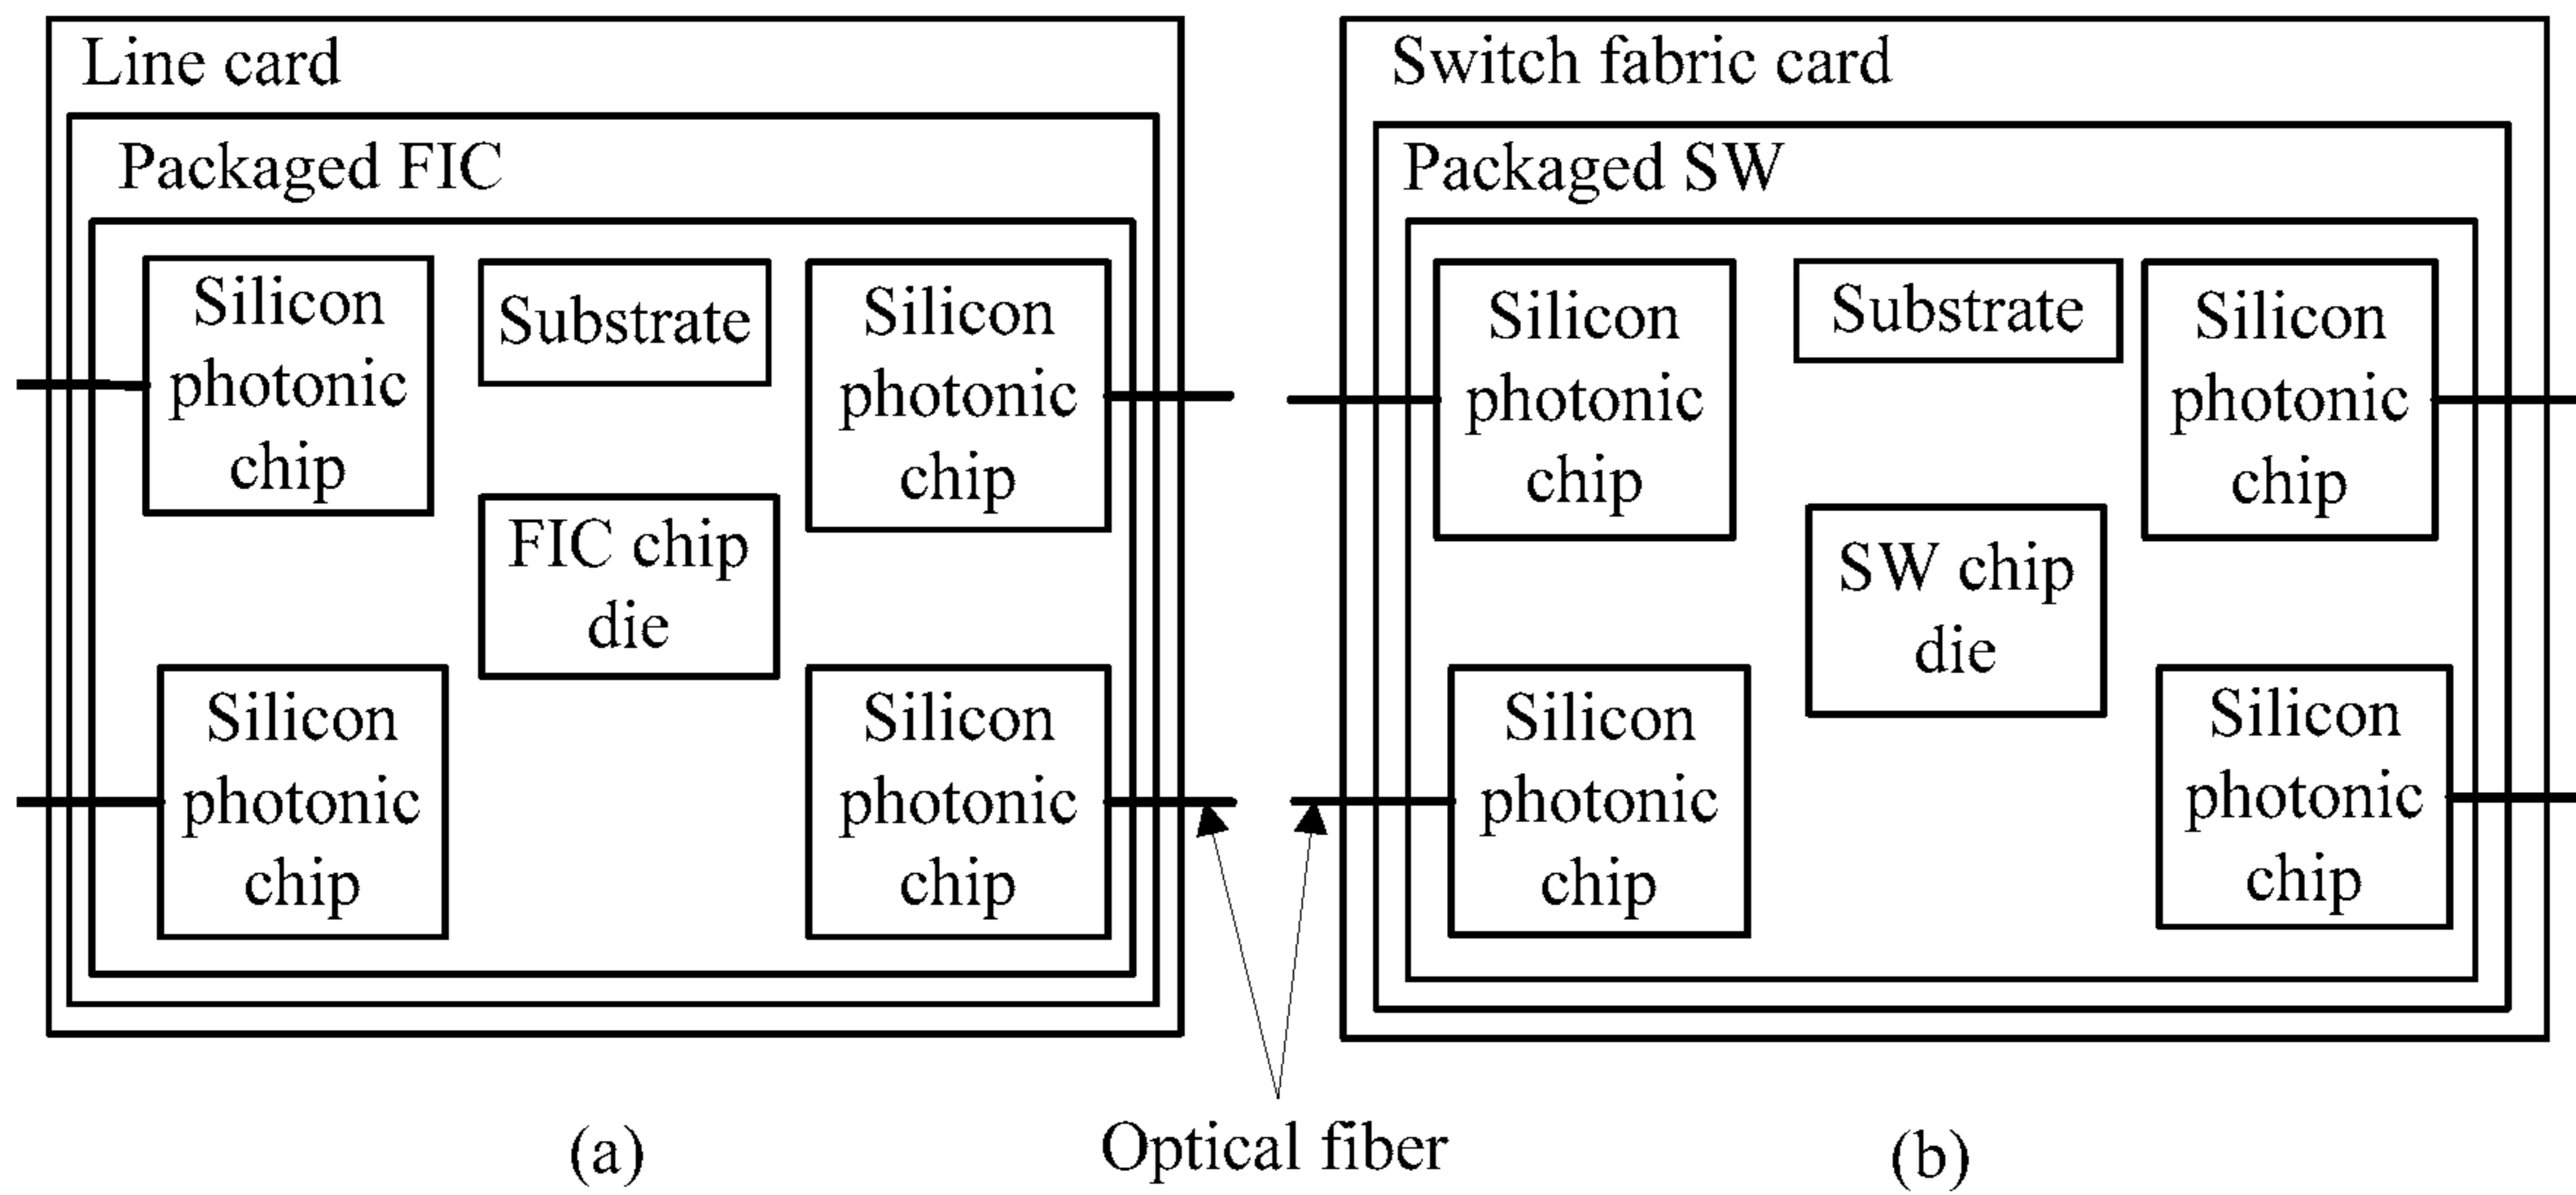 Line card
Packaged FIC
Silicon
photonic
chip
Substrate
Silicon
photonic
chip
FIC chip
die
Silicon
photonic
chip
Silicon
photonic
chip
(a)
Optical fiber
Switch fabric card
Packaged SW
Silicon
photonic
chip
Substrate
Silicon
photonic
chip
SW chip
die
Silicon
photonic
chip
Silicon
photonic
chip
(b)